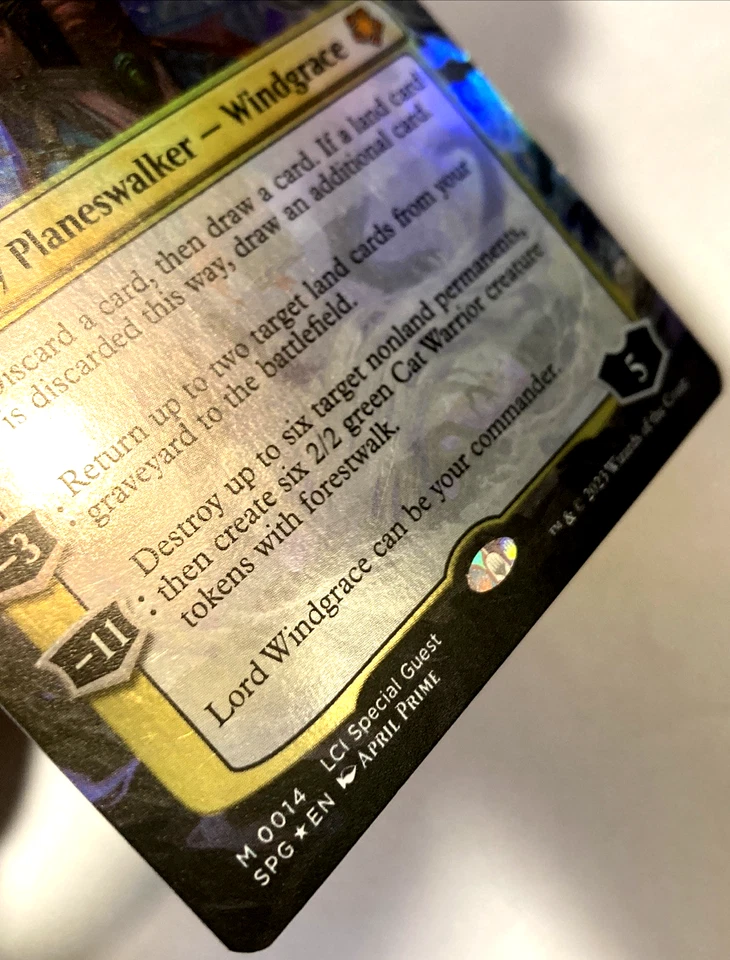 Planeswalker — Windgrace
Discard a card, then draw a card. If a land card
is discarded this way, draw an additional card.
-3
: Return up to two target land cards from your
graveyard to the battlefield.
-11
: Destroy up to six target nonland permanents,
then create six 2/2 green Cat Warrior creature
tokens with forestwalk.
Lord Windgrace can be your commander.
5
M 0014 LCI Special Guest
SPG ★ EN APRIL PRIME
™ & © 2023 Wizards of the Coast